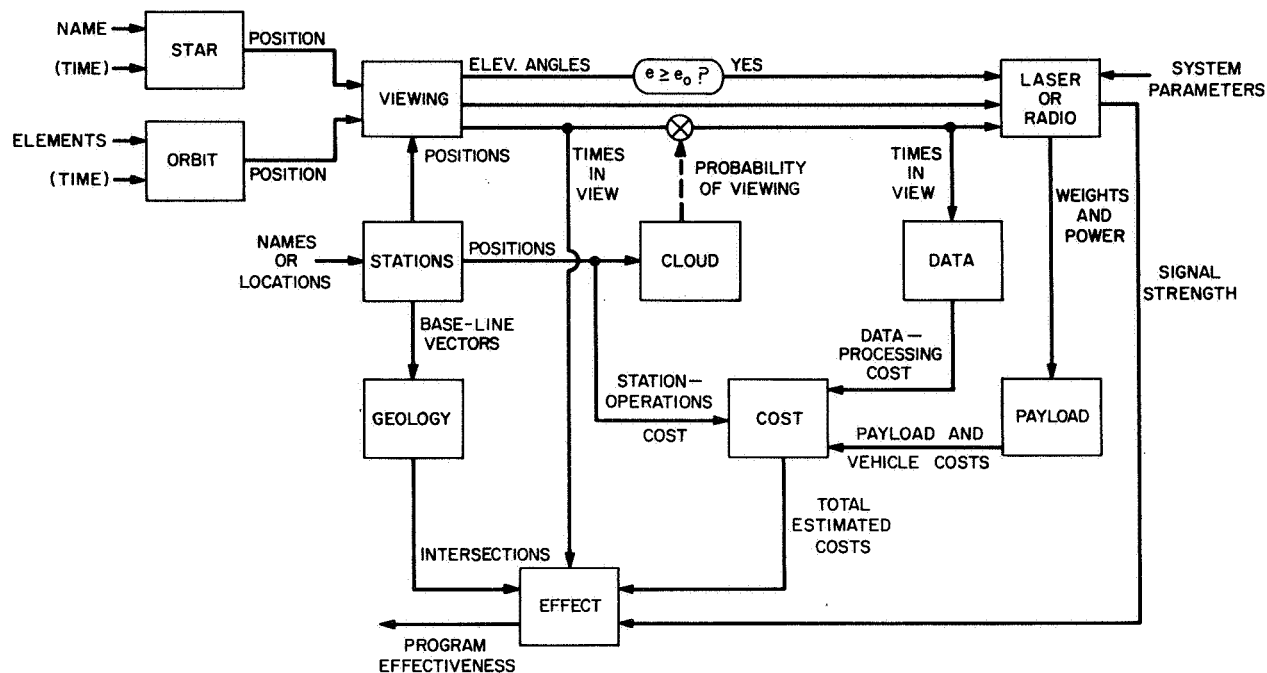 NAME
(TIME)
STAR
POSITION
ELEMENTS
(TIME)
ORBIT
POSITION
VIEWING
ELEV. ANGLES
e ≥ e₀ ?
YES
LASER
OR
RADIO
SYSTEM
PARAMETERS
POSITIONS
TIMES
IN
VIEW
PROBABILITY
OF VIEWING
TIMES
IN
VIEW
WEIGHTS
AND
POWER
NAMES
OR
LOCATIONS
STATIONS
POSITIONS
CLOUD
DATA
SIGNAL
STRENGTH
BASE-LINE
VECTORS
DATA—
PROCESSING
COST
GEOLOGY
STATION—
OPERATIONS
COST
COST
PAYLOAD
PAYLOAD AND
VEHICLE COSTS
TOTAL
ESTIMATED
COSTS
INTERSECTIONS
EFFECT
PROGRAM
EFFECTIVENESS